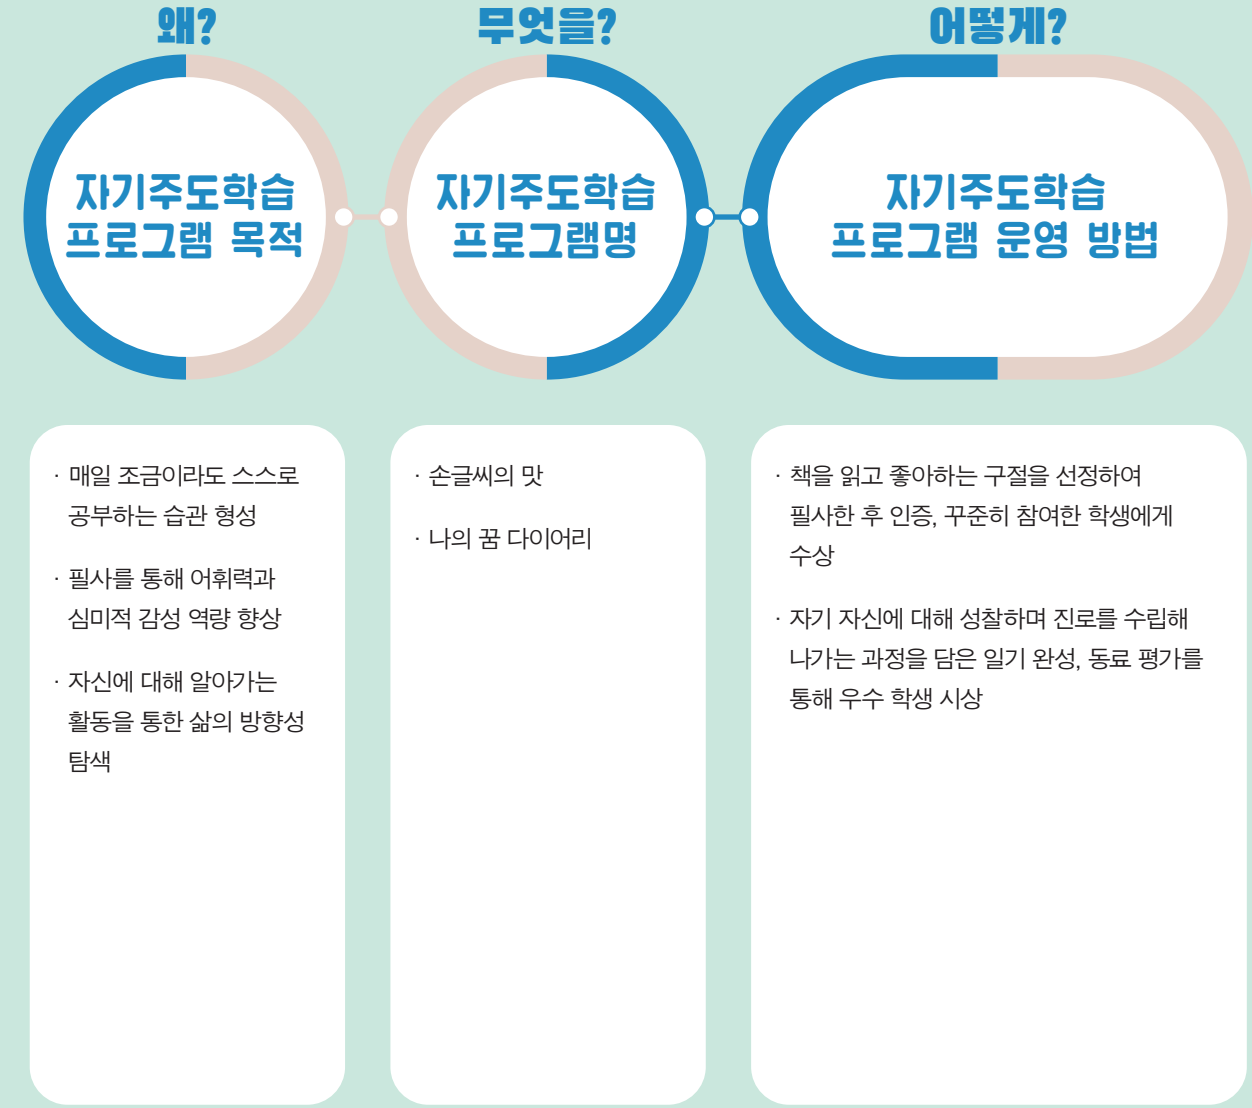 왜?
자기주도학습
프로그램 목적
· 매일 조금이라도 스스로
공부하는 습관 형성
· 필사를 통해 어휘력과
심미적 감성 역량 향상
· 자신에 대해 알아가는
활동을 통한 삶의 방향성
탐색
무엇을?
자기주도학습
프로그램명
· 손글씨의 맛
· 나의 꿈 다이어리
어떻게?
자기주도학습
프로그램 운영 방법
· 책을 읽고 좋아하는 구절을 선정하여
필사한 후 인증, 꾸준히 참여한 학생에게
수상
· 자기 자신에 대해 성찰하며 진로를 수립해
나가는 과정을 담은 일기 완성, 동료 평가를
통해 우수 학생 시상